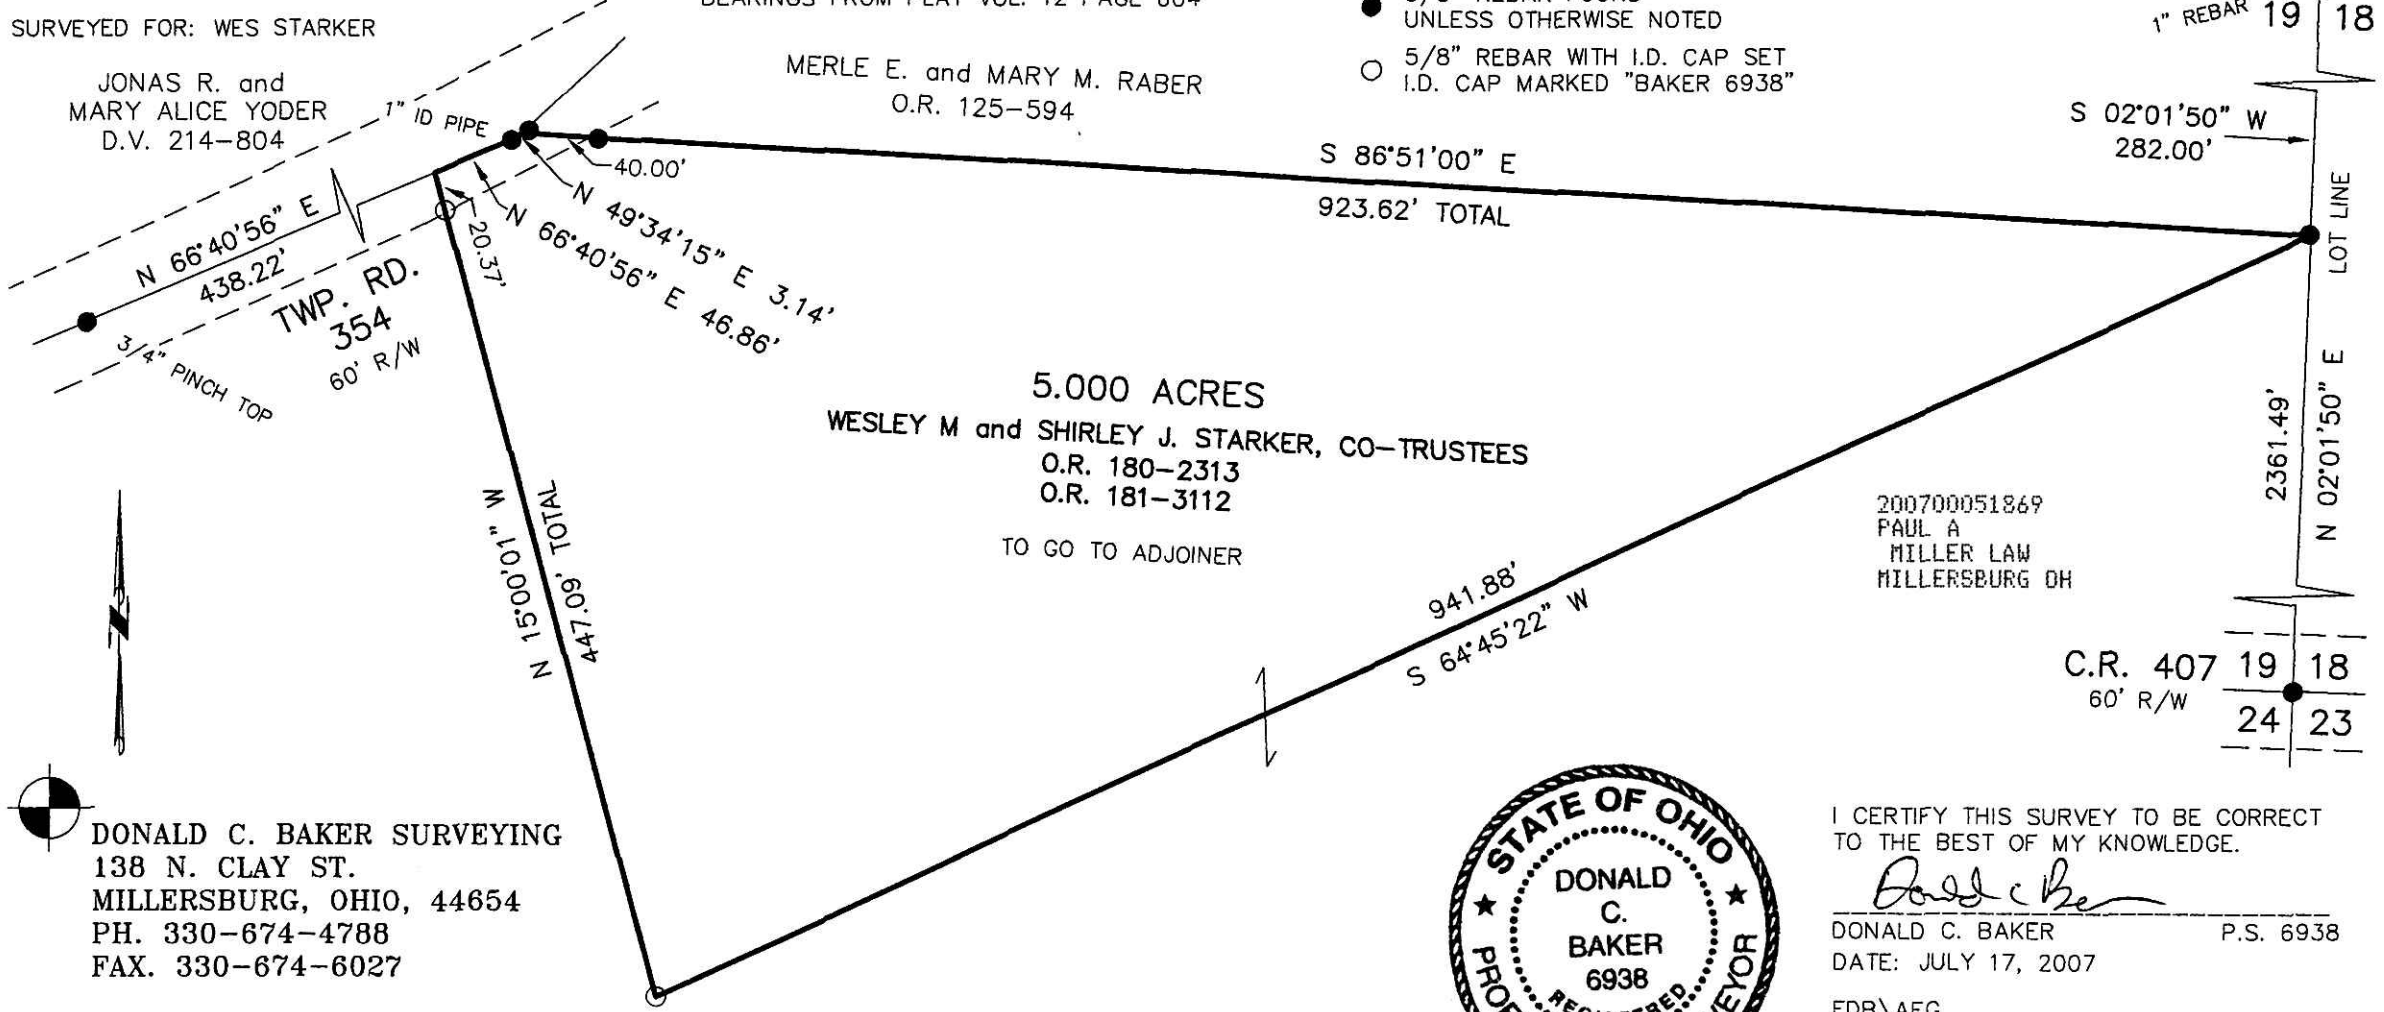 SURVEYED FOR: WES STARKER
JONAS R. and
MARY ALICE YODER
D.V. 214-804
MERLE E. and MARY M. RABER
O.R. 125-594
UNLESS OTHERWISE NOTED
5/8" REBAR WITH I.D. CAP SET
I.D. CAP MARKED "BAKER 6938"
1" REBAR
19 18
S 02°01'50" W
282.00'
LOT LINE
1" ID PIPE
40.00'
S 86°51'00" E
923.62' TOTAL
N 49°34'15" E 3.14'
N 66°40'56" E 46.86'
20.37'
N 66°40'56" E
438.22'
TWP. RD.
354
60' R/W
3/4" PINCH TOP
5.000 ACRES
WESLEY M and SHIRLEY J. STARKER, CO-TRUSTEES
O.R. 180-2313
O.R. 181-3112
TO GO TO ADJOINER
N 15°00'01" W
447.09' TOTAL
941.88'
S 64°45'22" W
2361.49'
N 02°01'50" E
200700051869
PAUL A
MILLER LAW
MILLERSBURG OH
C.R. 407
60' R/W
19 18
24 23
N
DONALD C. BAKER SURVEYING
138 N. CLAY ST.
MILLERSBURG, OHIO, 44654
PH. 330-674-4788
FAX. 330-674-6027
STATE OF OHIO
DONALD
C.
BAKER
6938
REGISTERED
I CERTIFY THIS SURVEY TO BE CORRECT
TO THE BEST OF MY KNOWLEDGE.
DONALD C. BAKER P.S. 6938
DATE: JULY 17, 2007